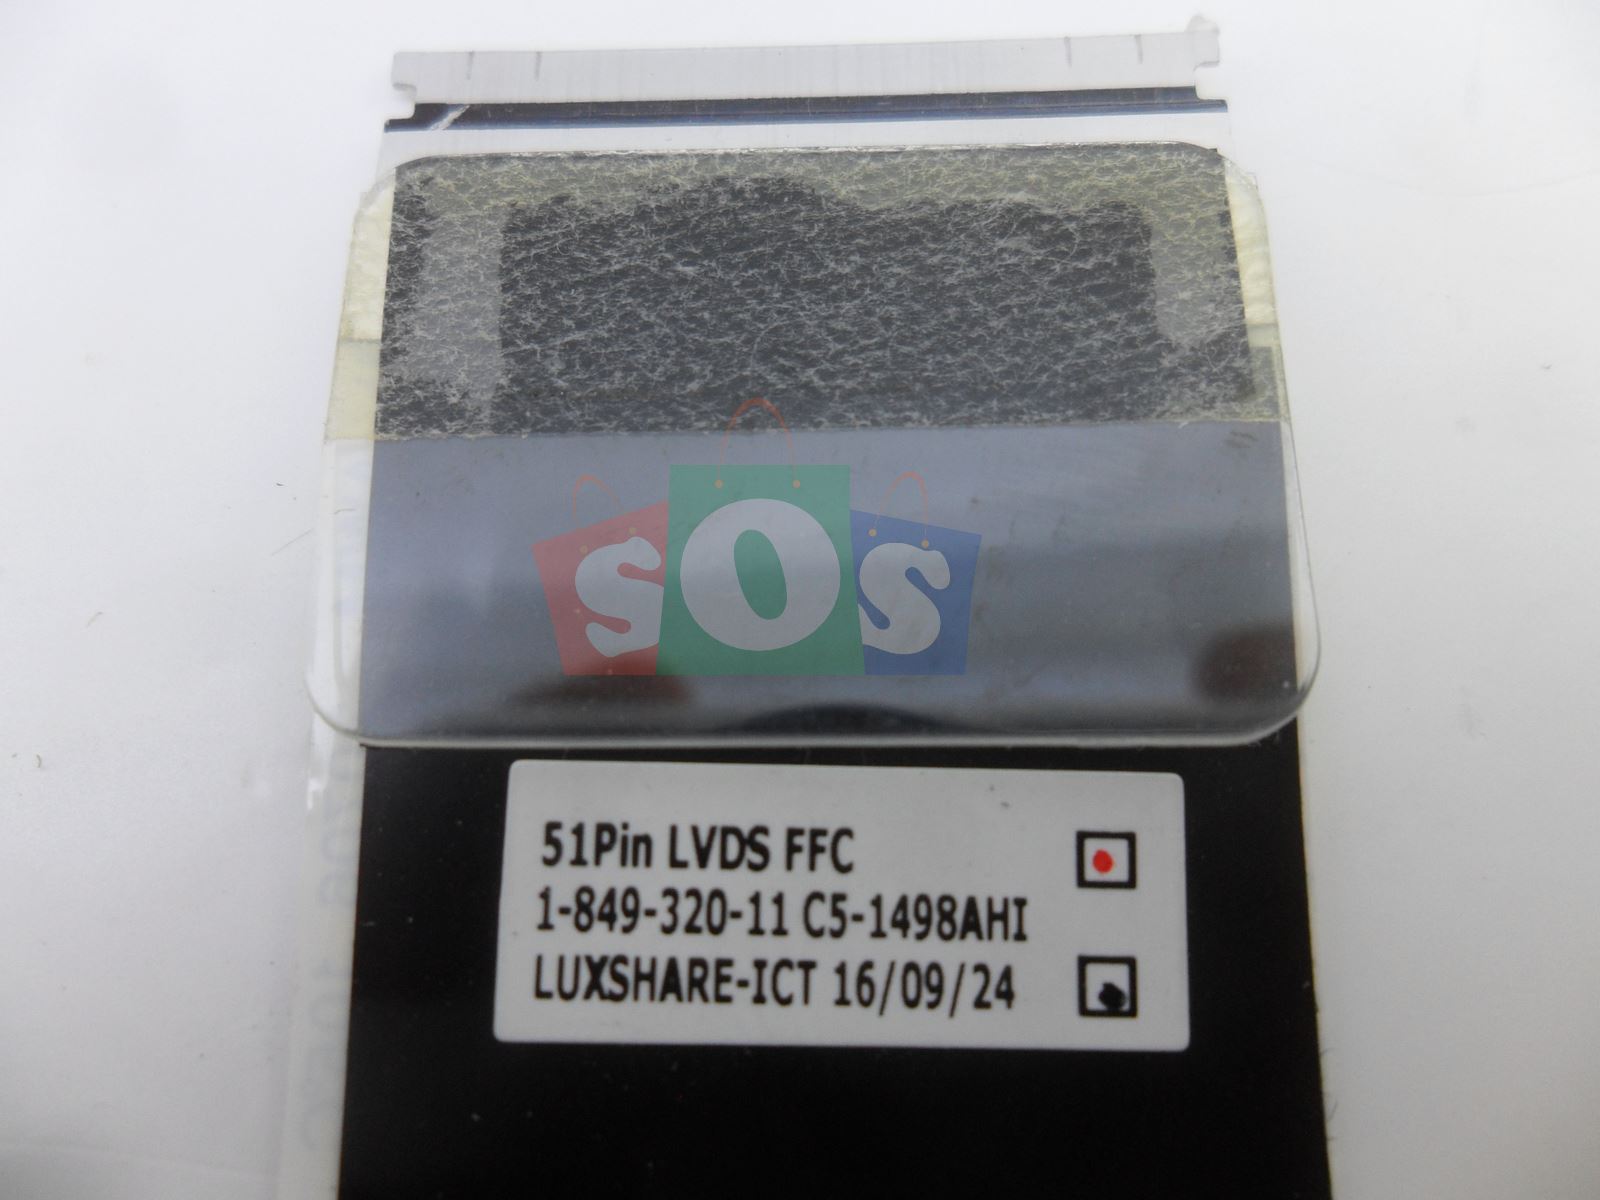 sOs
51Pin LVDS FFC
1-849-320-11 C5-1498AHI
LUXSHARE-ICT 16/09/24